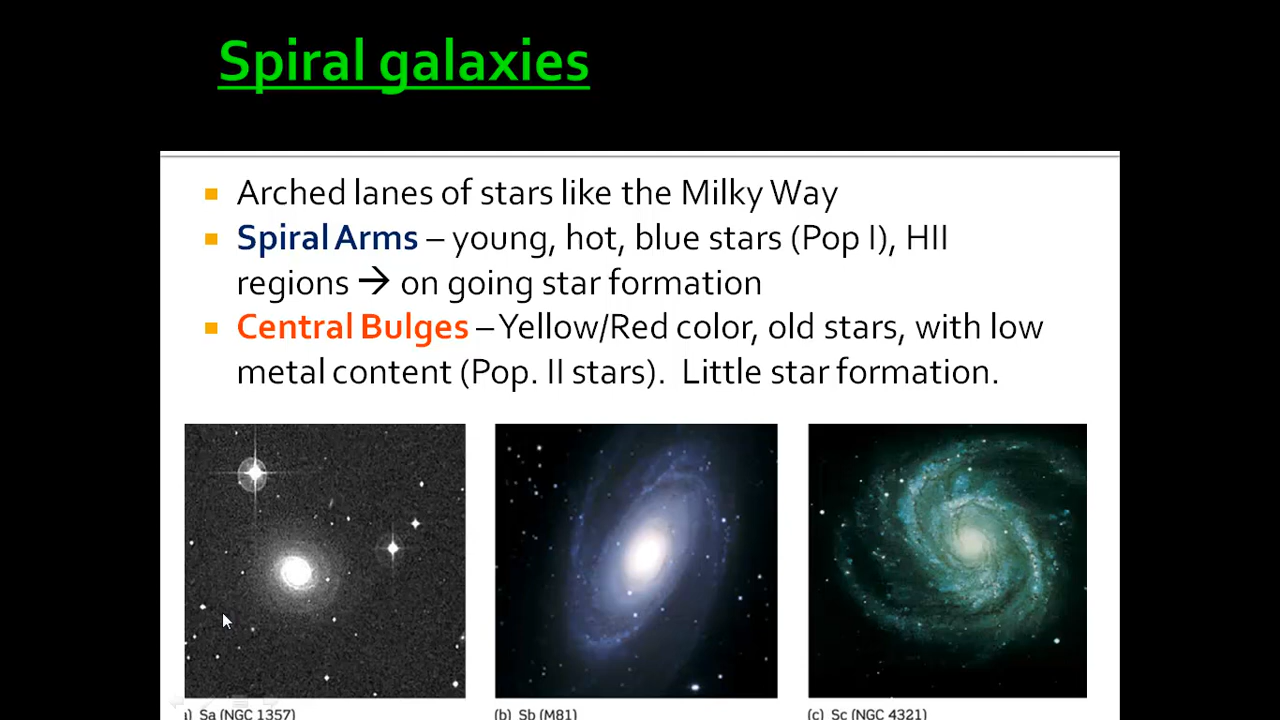 Spiral galaxies
Arched lanes of stars like the Milky Way
Spiral Arms – young, hot, blue stars (Pop I), HII
regions → on going star formation
Central Bulges – Yellow/Red color, old stars, with low
metal content (Pop. II stars). Little star formation.
a) Sa (NGC 1357)
(b) Sb (M81)
(c) Sc (NGC 4321)